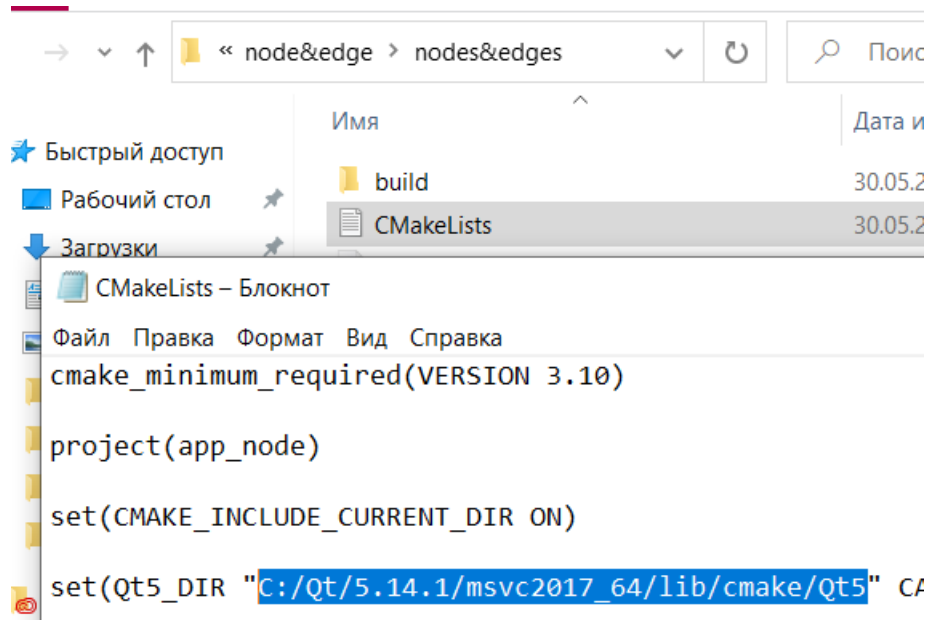 « node&edge > nodes&edges
Поис
Имя
Дата и
Быстрый доступ
build
30.05.2
Рабочий стол
CMakeLists
30.05.2
Загрузки
CMakeLists – Блокнот
Файл Правка Формат Вид Справка
cmake_minimum_required(VERSION 3.10)
project(app_node)
set(CMAKE_INCLUDE_CURRENT_DIR ON)
set(Qt5_DIR "C:/Qt/5.14.1/msvc2017_64/lib/cmake/Qt5" CA